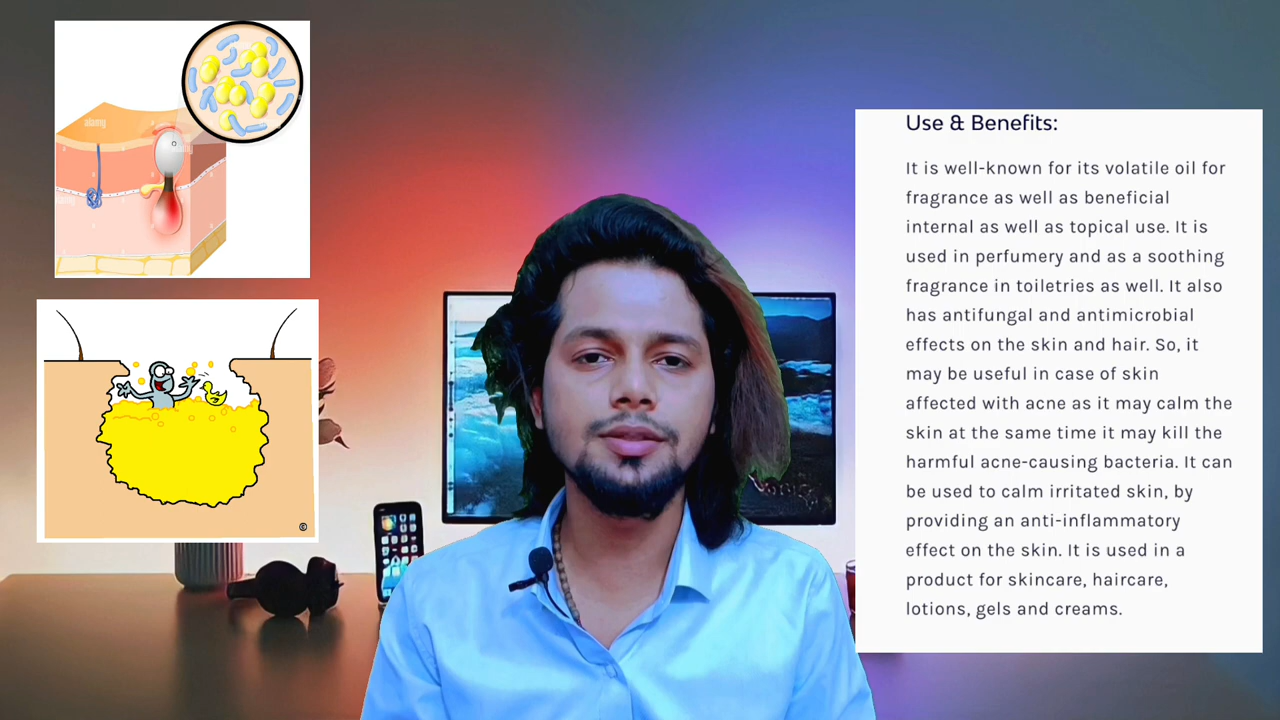 alamy
Use & Benefits:
It is well-known for its volatile oil for
fragrance as well as beneficial
internal as well as topical use. It is
used in perfumery and as a soothing
fragrance in toiletries as well. It also
has antifungal and antimicrobial
effects on the skin and hair. So, it
may be useful in case of skin
affected with acne as it may calm the
skin at the same time it may kill the
harmful acne-causing bacteria. It can
be used to calm irritated skin, by
providing an anti-inflammatory
effect on the skin. It is used in a
product for skincare, haircare,
lotions, gels and creams.
©